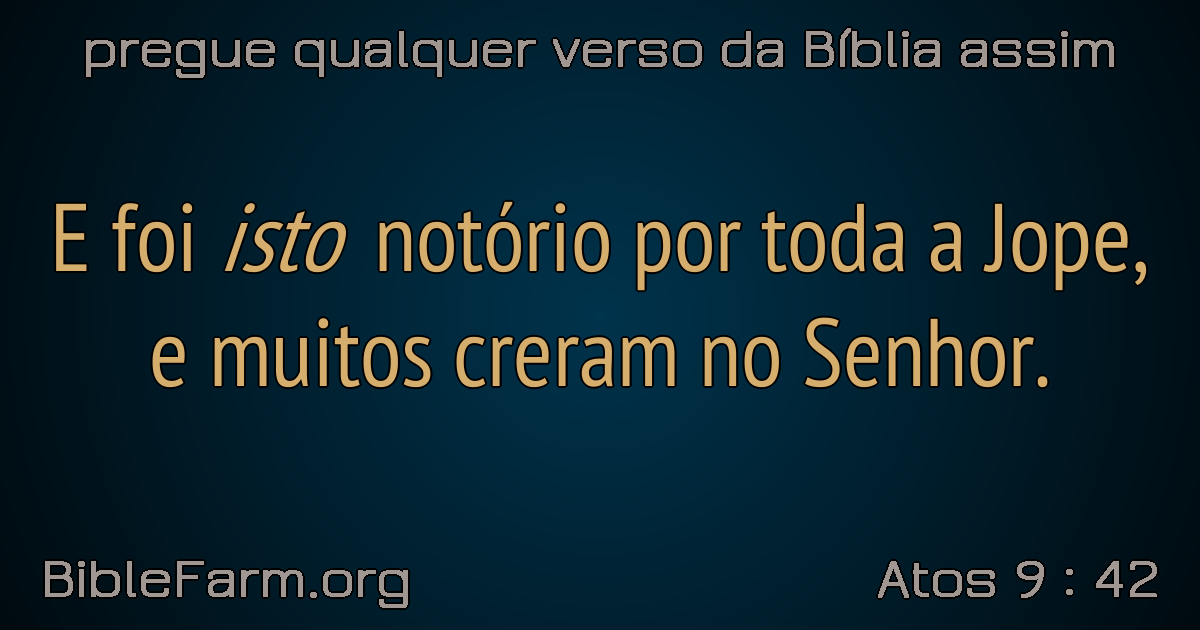 pregue qualquer verso da Bíblia assim
E foi isto notório por toda a Jope,
e muitos creram no Senhor.
BibleFarm.org
Atos 9 : 42